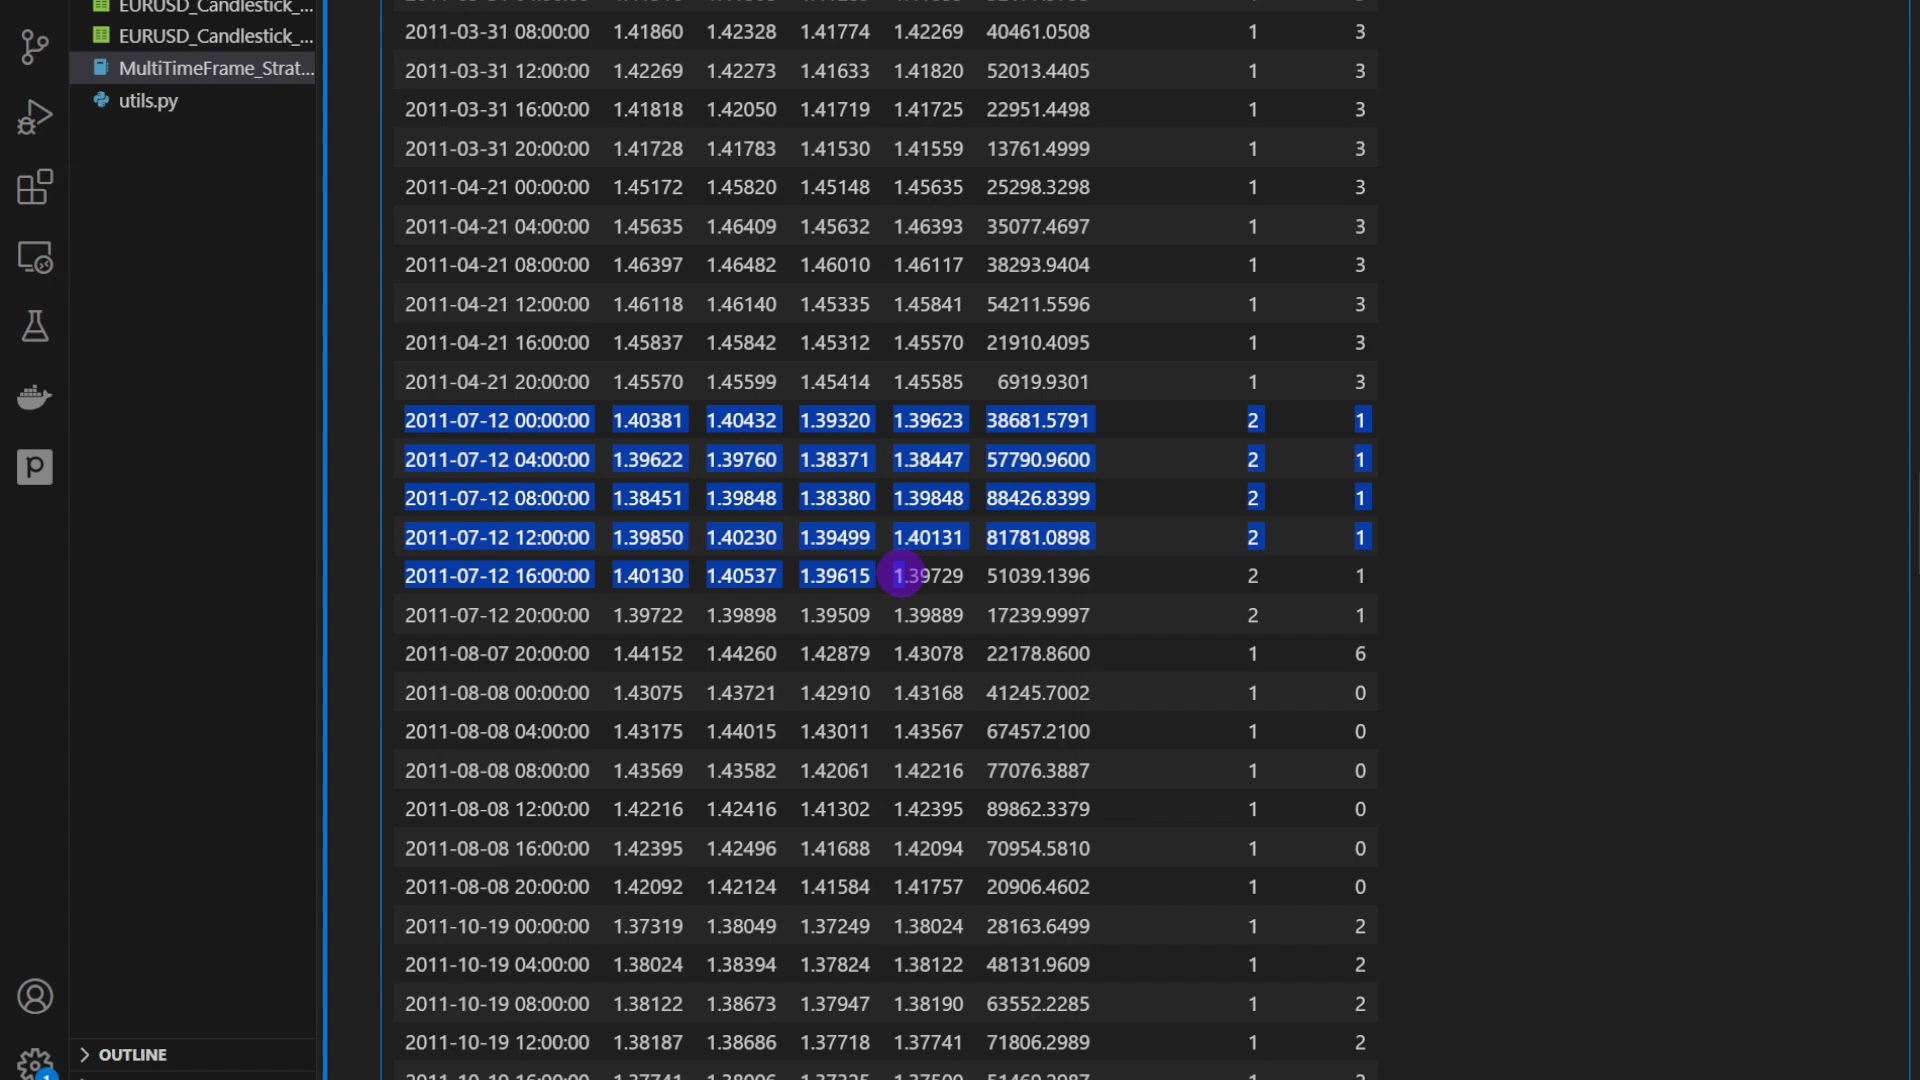 EURUSD_Candlestick_...
EURUSD_Candlestick_...
MultiTimeFrame_Strat...
utils.py
OUTLINE
2011-03-31 08:00:00 1.41860 1.42328 1.41774 1.42269 40461.0508 1 3
2011-03-31 12:00:00 1.42269 1.42273 1.41633 1.41820 52013.4405 1 3
2011-03-31 16:00:00 1.41818 1.42050 1.41719 1.41725 22951.4498 1 3
2011-03-31 20:00:00 1.41728 1.41783 1.41530 1.41559 13761.4999 1 3
2011-04-21 00:00:00 1.45172 1.45820 1.45148 1.45635 25298.3298 1 3
2011-04-21 04:00:00 1.45635 1.46409 1.45632 1.46393 35077.4697 1 3
2011-04-21 08:00:00 1.46397 1.46482 1.46010 1.46117 38293.9404 1 3
2011-04-21 12:00:00 1.46118 1.46140 1.45335 1.45841 54211.5596 1 3
2011-04-21 16:00:00 1.45837 1.45842 1.45312 1.45570 21910.4095 1 3
2011-04-21 20:00:00 1.45570 1.45599 1.45414 1.45585 6919.9301 1 3
2011-07-12 00:00:00 1.40381 1.40432 1.39320 1.39623 38681.5791 2 1
2011-07-12 04:00:00 1.39622 1.39760 1.38371 1.38447 57790.9600 2 1
2011-07-12 08:00:00 1.38451 1.39848 1.38380 1.39848 88426.8399 2 1
2011-07-12 12:00:00 1.39850 1.40230 1.39499 1.40131 81781.0898 2 1
2011-07-12 16:00:00 1.40130 1.40537 1.39615 1.39729 51039.1396 2 1
2011-07-12 20:00:00 1.39722 1.39898 1.39509 1.39889 17239.9997 2 1
2011-08-07 20:00:00 1.44152 1.44260 1.42879 1.43078 22178.8600 1 6
2011-08-08 00:00:00 1.43075 1.43721 1.42910 1.43168 41245.7002 1 0
2011-08-08 04:00:00 1.43175 1.44015 1.43011 1.43567 67457.2100 1 0
2011-08-08 08:00:00 1.43569 1.43582 1.42061 1.42216 77076.3887 1 0
2011-08-08 12:00:00 1.42216 1.42416 1.41302 1.42395 89862.3379 1 0
2011-08-08 16:00:00 1.42395 1.42496 1.41688 1.42094 70954.5810 1 0
2011-08-08 20:00:00 1.42092 1.42124 1.41584 1.41757 20906.4602 1 0
2011-10-19 00:00:00 1.37319 1.38049 1.37249 1.38024 28163.6499 1 2
2011-10-19 04:00:00 1.38024 1.38394 1.37824 1.38122 48131.9609 1 2
2011-10-19 08:00:00 1.38122 1.38673 1.37947 1.38190 63552.2285 1 2
2011-10-19 12:00:00 1.38187 1.38686 1.37718 1.37741 71806.2989 1 2